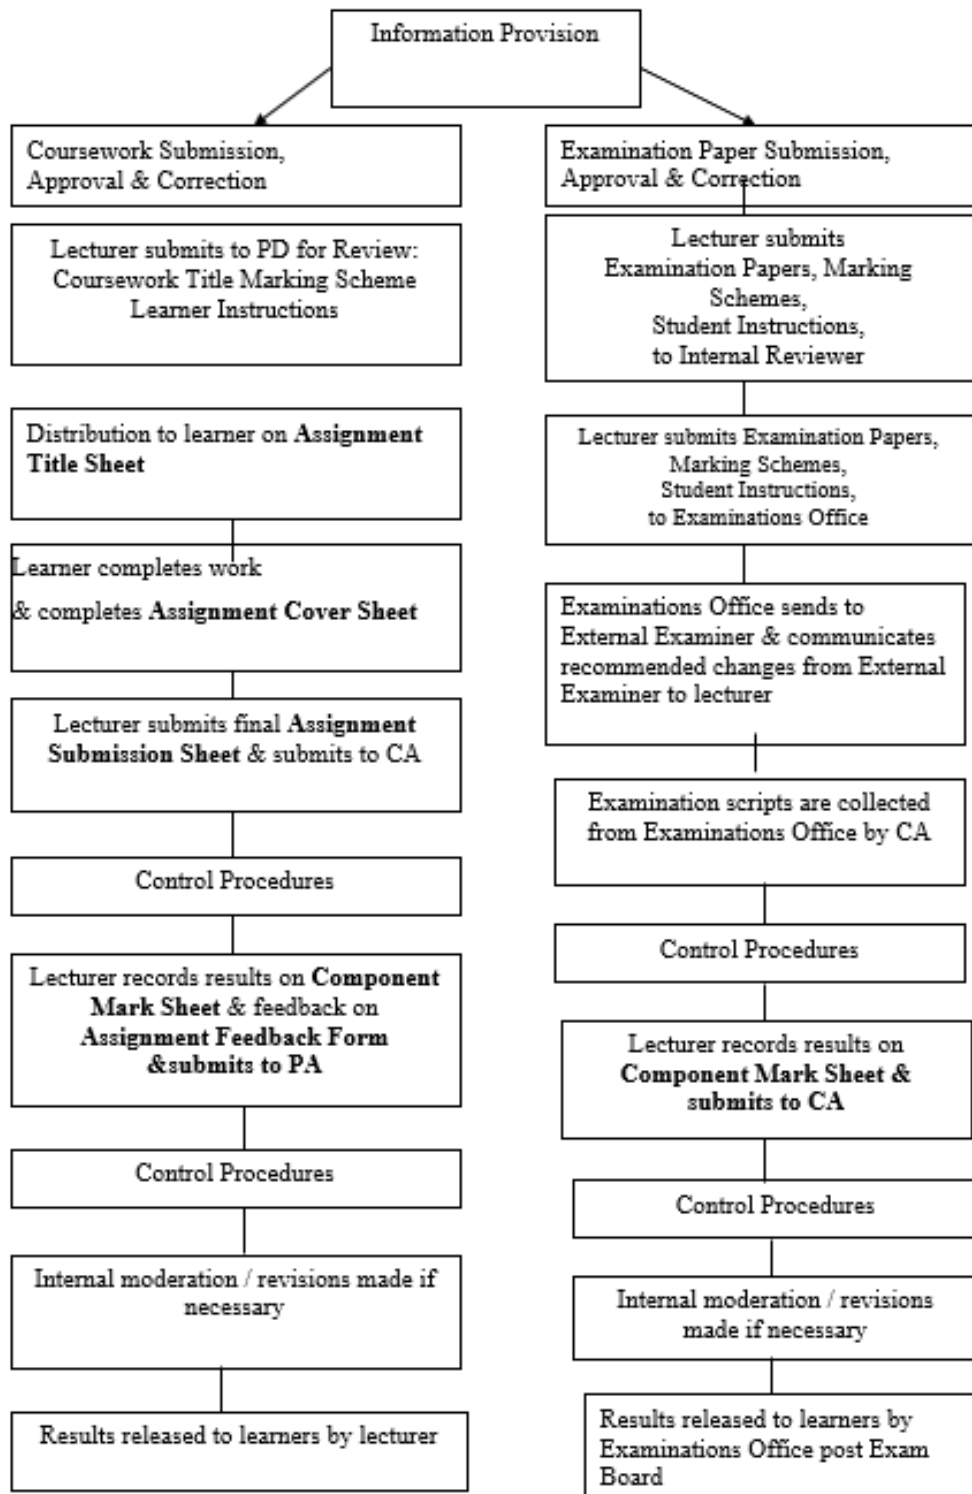 Information Provision
Coursework Submission,
Approval & Correction
Lecturer submits to PD for Review:
Coursework Title Marking Scheme
Learner Instructions
Distribution to learner on Assignment
Title Sheet
Learner completes work
& completes Assignment Cover Sheet
Lecturer submits final Assignment
Submission Sheet & submits to CA
Control Procedures
Lecturer records results on Component
Mark Sheet & feedback on
Assignment Feedback Form
&submits to PA
Control Procedures
Internal moderation / revisions made if
necessary
Results released to learners by lecturer
Examination Paper Submission,
Approval & Correction
Lecturer submits
Examination Papers, Marking
Schemes,
Student Instructions,
to Internal Reviewer
Lecturer submits Examination Papers,
Marking Schemes,
Student Instructions,
to Examinations Office
Examinations Office sends to
External Examiner & communicates
recommended changes from External
Examiner to lecturer
Examination scripts are collected
from Examinations Office by CA
Control Procedures
Lecturer records results on
Component Mark Sheet &
submits to CA
Control Procedures
Internal moderation / revisions
made if necessary
Results released to learners by
Examinations Office post Exam
Board